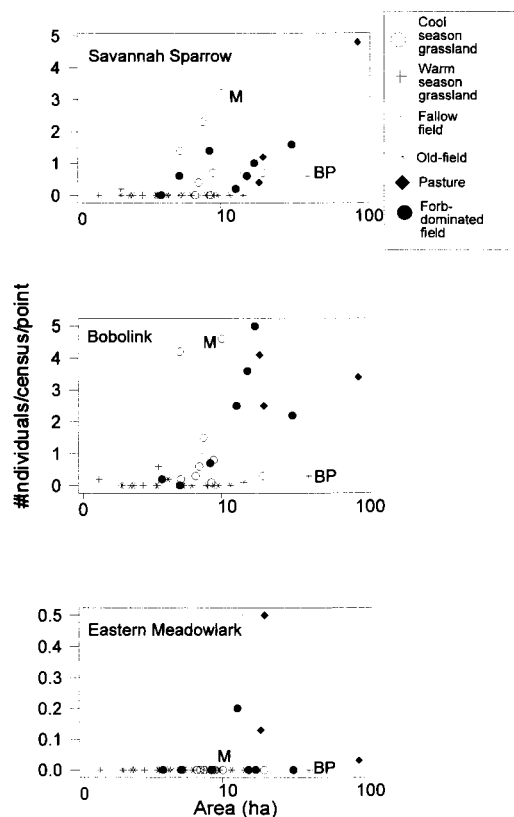 Savannah Sparrow
5
4
3
2
1
0
M
BP
0
10
100
Cool season grassland
Warm season grassland
Fallow field
Old-field
Pasture
Forb-dominated field
#ndividuals/census/point
Bobolink
5
4
3
2
1
0
M
BP
0
10
100
Eastern Meadowlark
0.5
0.4
0.3
0.2
0.1
0.0
M
BP
0
10
100
Area (ha)